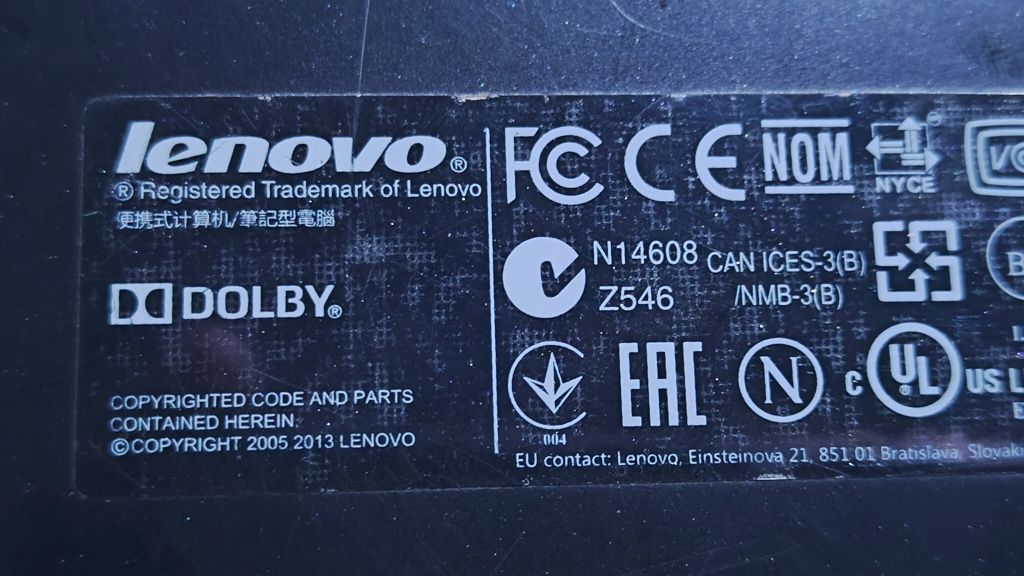 lenovo®
® Registered Trademark of Lenovo
便携式计算机/筆記型電腦
DOLBY®
COPYRIGHTED CODE AND PARTS
CONTAINED HEREIN.
©COPYRIGHT 2005 2013 LENOVO
FC CE NOM
NYCE
N14608
Z546
CAN ICES-3(B)
/NMB-3(B)
004
EAC
N
c UL® US
EU contact: Lenovo, Einsteinova 21, 851 01 Bratislava,